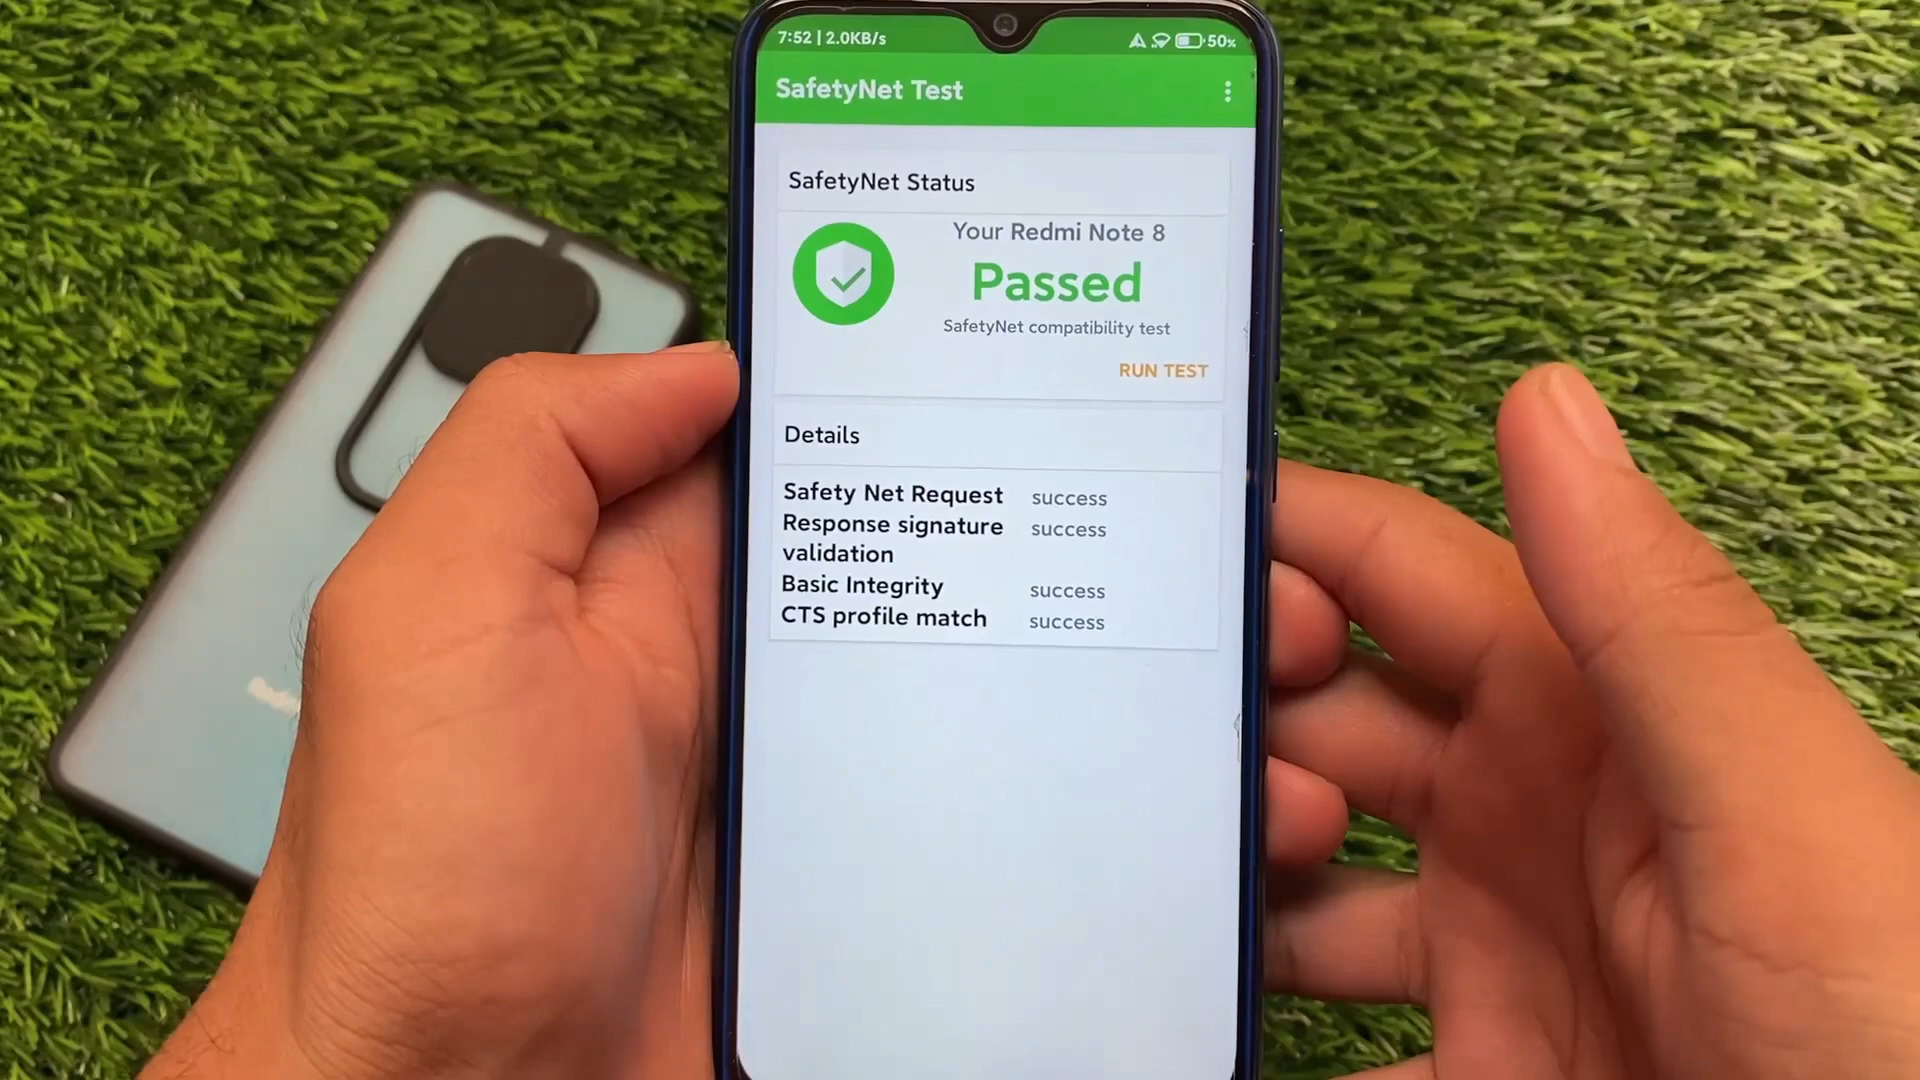 7:52 | 2.0KB/s
50%
SafetyNet Test
SafetyNet Status
Your Redmi Note 8
Passed
SafetyNet compatibility test
RUN TEST
Details
Safety Net Request success
Response signature success
validation
Basic Integrity success
CTS profile match success